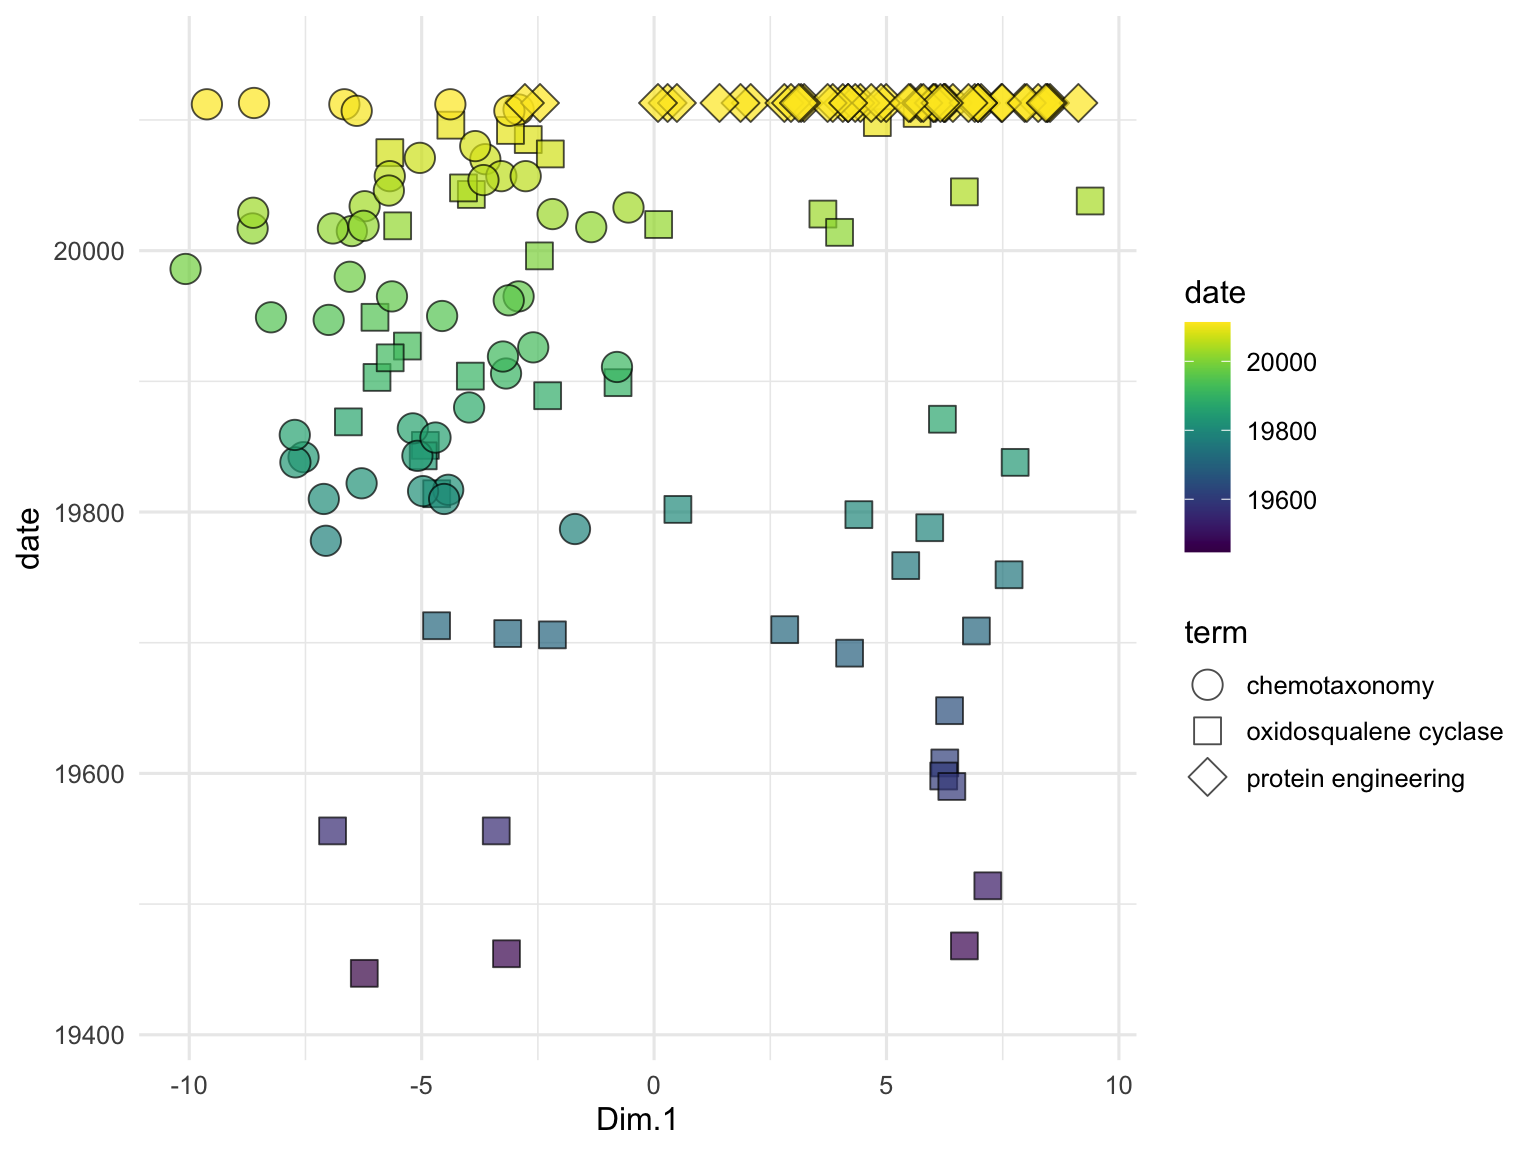 date
20000
19800
19600
19400
-10
-5
0
5
10
Dim.1
date
20000
19800
19600
term
chemotaxonomy
oxidosqualene cyclase
protein engineering